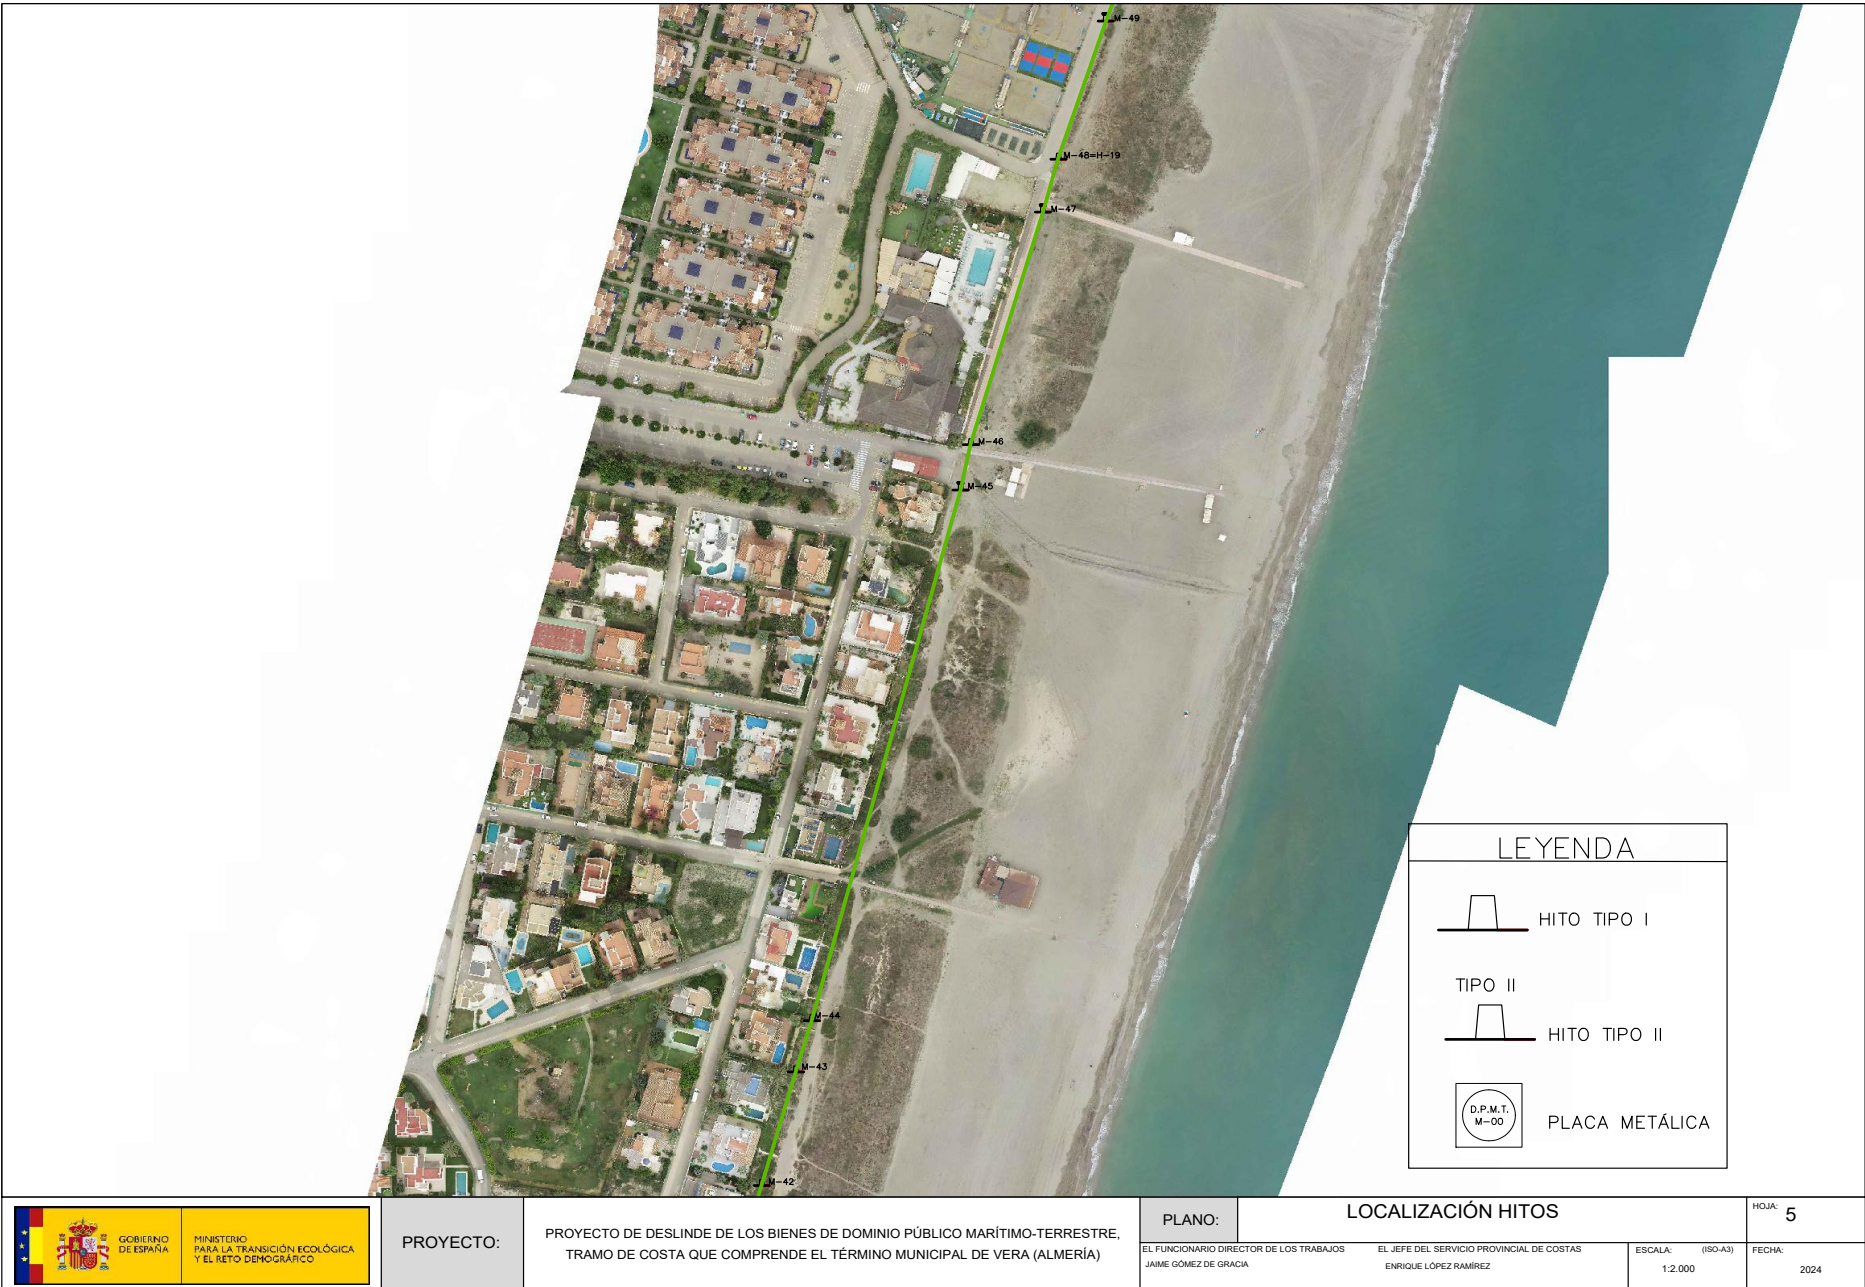 M-49
M-48=H-19
M-47
M-46
M-45
M-44
M-43
M-42
LEYENDA
HITO TIPO I
TIPO II
HITO TIPO II
D.P.M.T.
M-00
PLACA METÁLICA
GOBIERNO
DE ESPAÑA
MINISTERIO
PARA LA TRANSICIÓN ECOLÓGICA
Y EL RETO DEMOGRÁFICO
PROYECTO:
PROYECTO DE DESLINDE DE LOS BIENES DE DOMINIO PÚBLICO MARÍTIMO-TERRESTRE,
TRAMO DE COSTA QUE COMPRENDE EL TÉRMINO MUNICIPAL DE VERA (ALMERÍA)
PLANO:
LOCALIZACIÓN HITOS
HOJA: 5
EL FUNCIONARIO DIRECTOR DE LOS TRABAJOS
JAIME GÓMEZ DE GRACIA
EL JEFE DEL SERVICIO PROVINCIAL DE COSTAS
ENRIQUE LÓPEZ RAMÍREZ
ESCALA: (ISO-A3)
1:2.000
FECHA:
2024